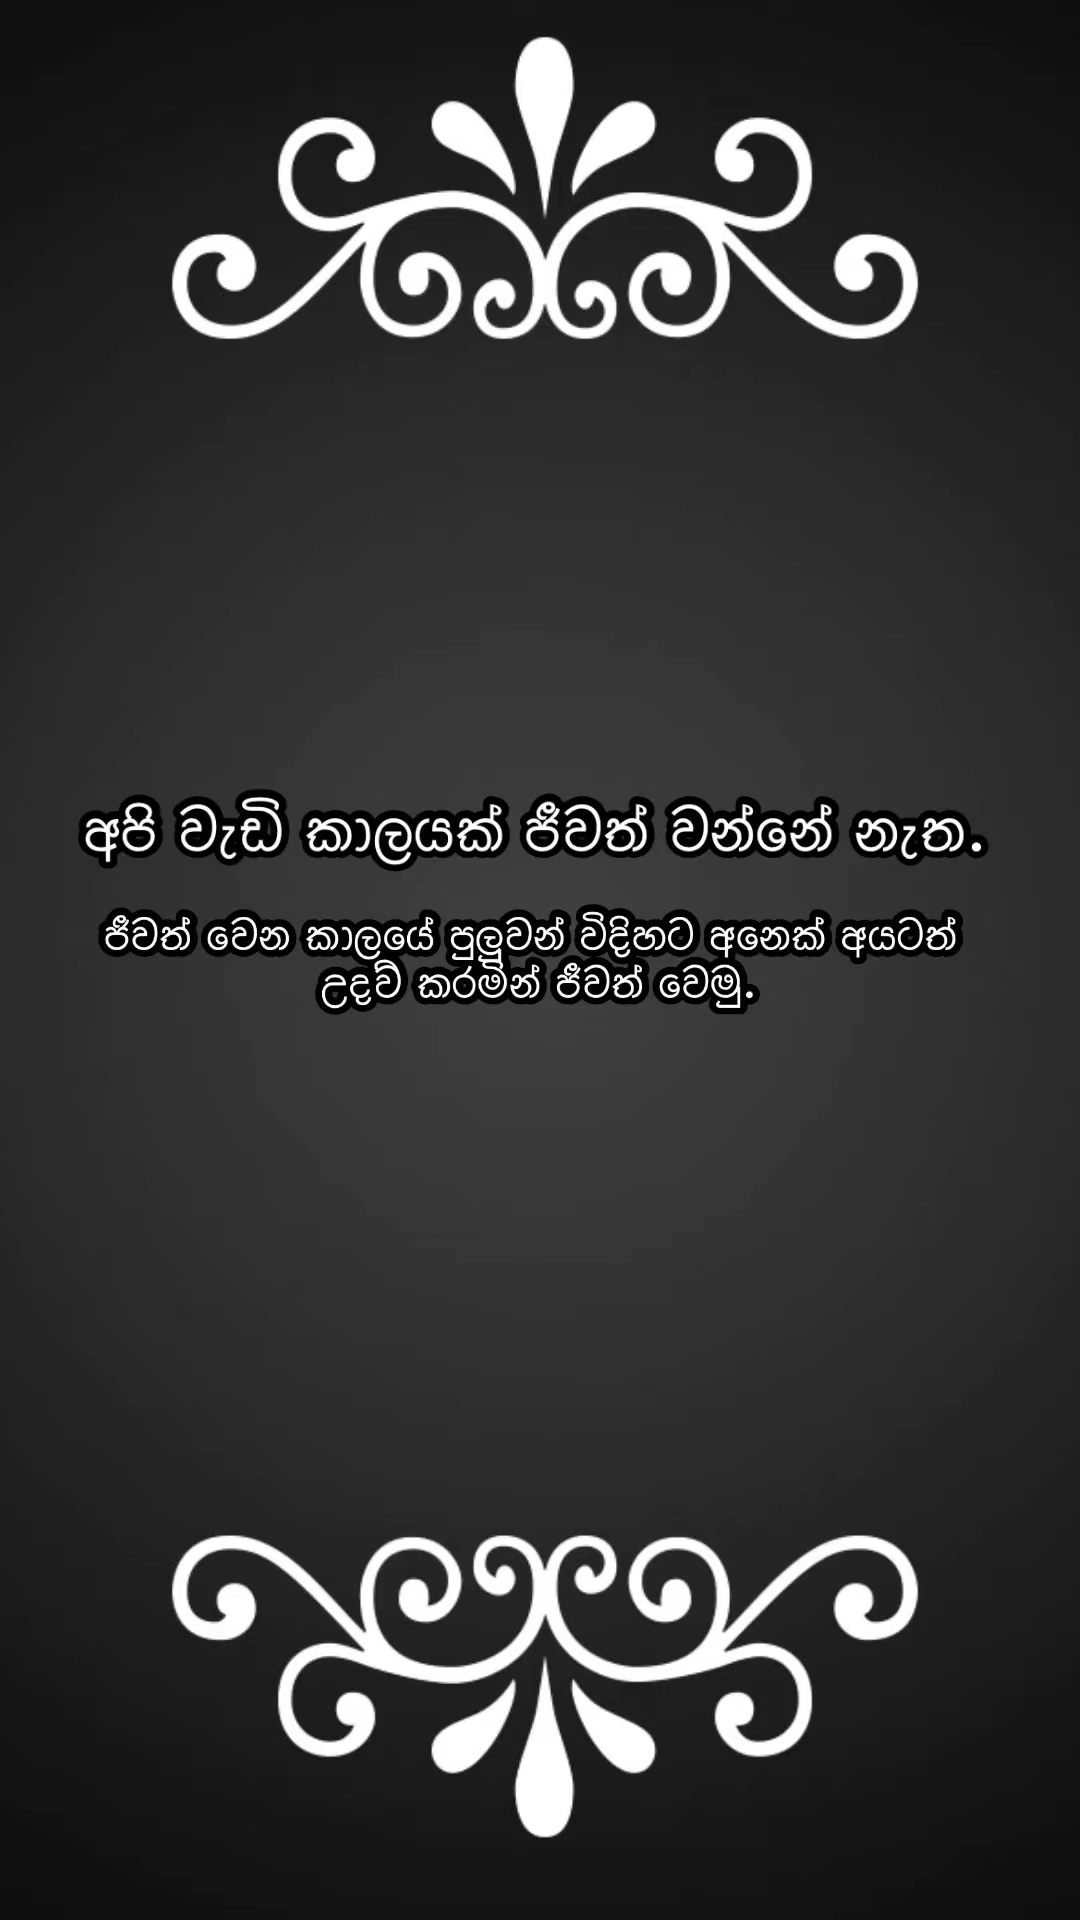 අපි වැඩි කාලයක් ජීවත් වන්නේ නැත.
ජීවත් වෙන කාලයේ පුලුවන් විදිහට අනෙක් අයටත්
උදව් කරමින් ජීවත් වෙමු.